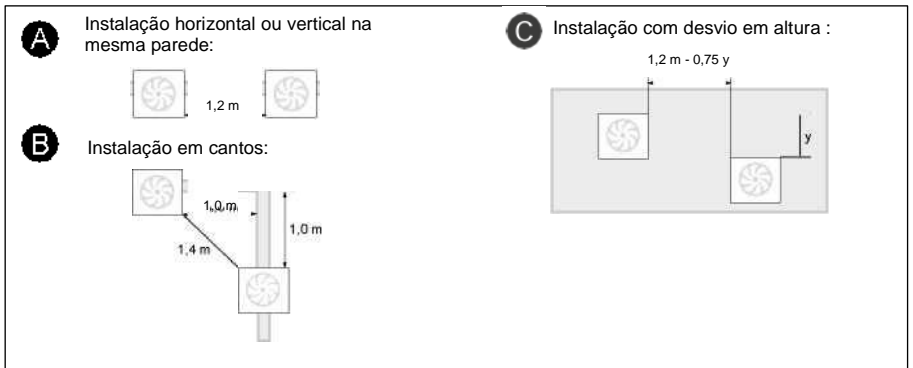 A
Instalação horizontal ou vertical na
mesma parede:
1,2 m
B
Instalação em cantos:
1,0 m
1,0 m
1,4 m
C
Instalação com desvio em altura :
1,2 m - 0,75 y
y